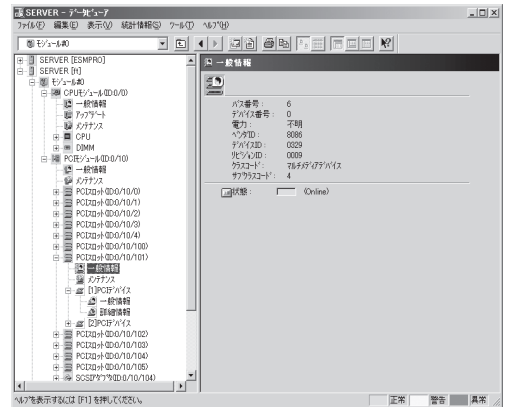 SERVER - ﾃﾞｰﾀﾋﾞｭｰｱ
ﾌｧｲﾙ(F) 編集(E) 表示(V) 統計情報(S) ﾂｰﾙ(T) ﾍﾙﾌﾟ(H)
ﾓｼﾞｭｰﾙ#0
SERVER [ESMPRO]
SERVER [ft]
ﾓｼﾞｭｰﾙ#0
CPUﾓｼﾞｭｰﾙ(ID:0/0)
一般情報
ｱｯﾌﾟﾃﾞｰﾄ
ﾒﾝﾃﾅﾝｽ
CPU
DIMM
PCIﾓｼﾞｭｰﾙ(ID:0/10)
一般情報
ﾒﾝﾃﾅﾝｽ
PCIｽﾛｯﾄ(ID:0/10/0)
PCIｽﾛｯﾄ(ID:0/10/1)
PCIｽﾛｯﾄ(ID:0/10/2)
PCIｽﾛｯﾄ(ID:0/10/3)
PCIｽﾛｯﾄ(ID:0/10/4)
PCIｽﾛｯﾄ(ID:0/10/100)
PCIｽﾛｯﾄ(ID:0/10/101)
一般情報
ﾒﾝﾃﾅﾝｽ
[1]PCIﾃﾞﾊﾞｲｽ
一般情報
詳細情報
[2]PCIﾃﾞﾊﾞｲｽ
PCIｽﾛｯﾄ(ID:0/10/102)
PCIｽﾛｯﾄ(ID:0/10/103)
PCIｽﾛｯﾄ(ID:0/10/104)
PCIｽﾛｯﾄ(ID:0/10/105)
SCSIｱﾀﾞﾌﾟﾀ(ID:0/10/104)
一般情報
ﾊﾞｽ番号： 6
ﾃﾞﾊﾞｲｽ番号： 0
電力： 不明
ﾍﾞﾝﾀﾞID： 8086
ﾃﾞﾊﾞｲｽID： 0329
ﾘﾋﾞｼﾞｮﾝID： 0009
ｸﾗｽｺｰﾄﾞ： ﾏﾙﾁﾒﾃﾞｨｱﾃﾞﾊﾞｲｽ
ｻﾌﾞｸﾗｽｺｰﾄﾞ： 4
状態： (Online)
ﾍﾙﾌﾟを表示するには [F1] を押してください。
正常 警告 異常